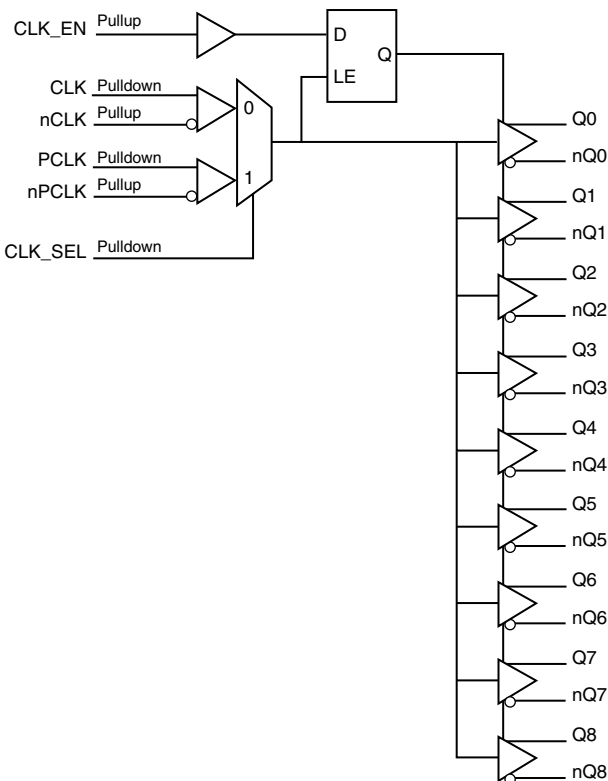 CLK_EN Pullup
D
Q
LE
CLK Pulldown
nCLK Pullup
0
PCLK Pulldown
nPCLK Pullup
1
CLK_SEL Pulldown
Q0
nQ0
Q1
nQ1
Q2
nQ2
Q3
nQ3
Q4
nQ4
Q5
nQ5
Q6
nQ6
Q7
nQ7
Q8
nQ8